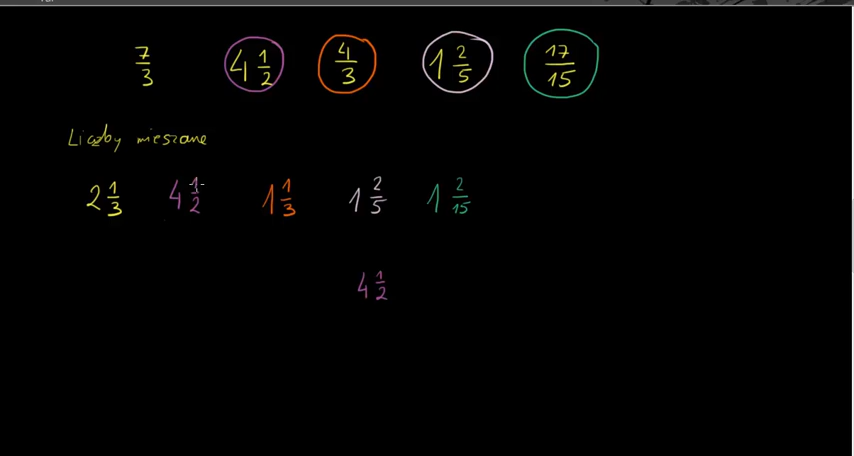 7/3 4 1/2 4/3 1 2/5 17/15
Liczby mieszane
2 1/3 4 1/2 1 1/3 1 2/5 1 2/15
4 1/2